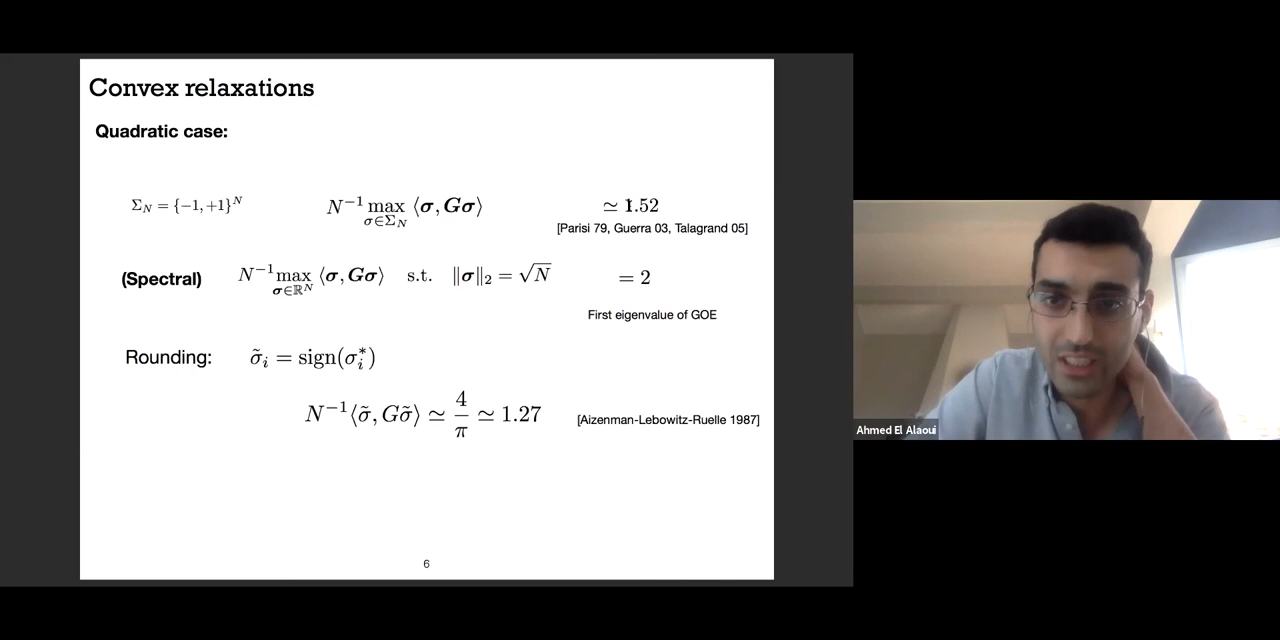 Convex relaxations
Quadratic case:
Σ_N = {−1, +1}^N    N^{−1} max_{σ∈Σ_N} ⟨σ, Gσ⟩    ≃ 1.52
[Parisi 79, Guerra 03, Talagrand 05]
(Spectral)    N^{−1} max_{σ∈ℝ^N} ⟨σ, Gσ⟩    s.t.    ‖σ‖_2 = √N    = 2
First eigenvalue of GOE
Rounding:    σ̃_i = sign(σ_i^*)
N^{−1}⟨σ̃, Gσ̃⟩ ≃ 4/π ≃ 1.27    [Aizenman-Lebowitz-Ruelle 1987]
6
Ahmed El Alaoui